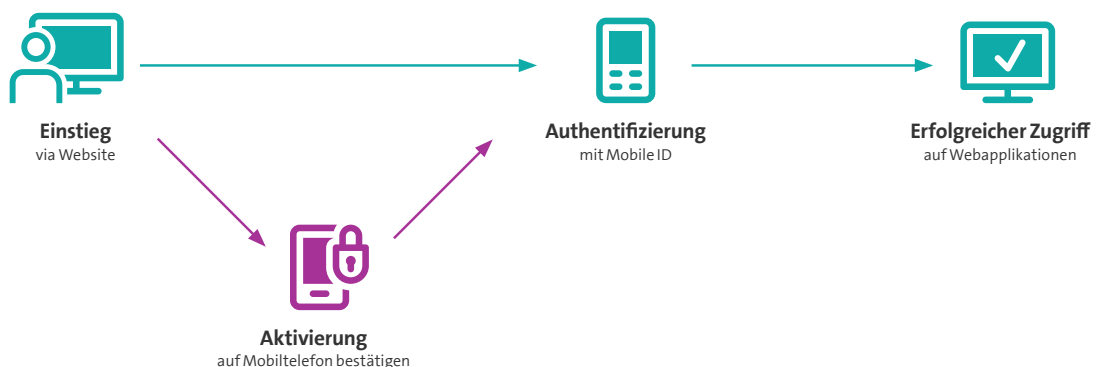 Einstieg
via Website
Authentifizierung
mit Mobile ID
Erfolgreicher Zugriff
auf Webapplikationen
Aktivierung
auf Mobiltelefon bestätigen